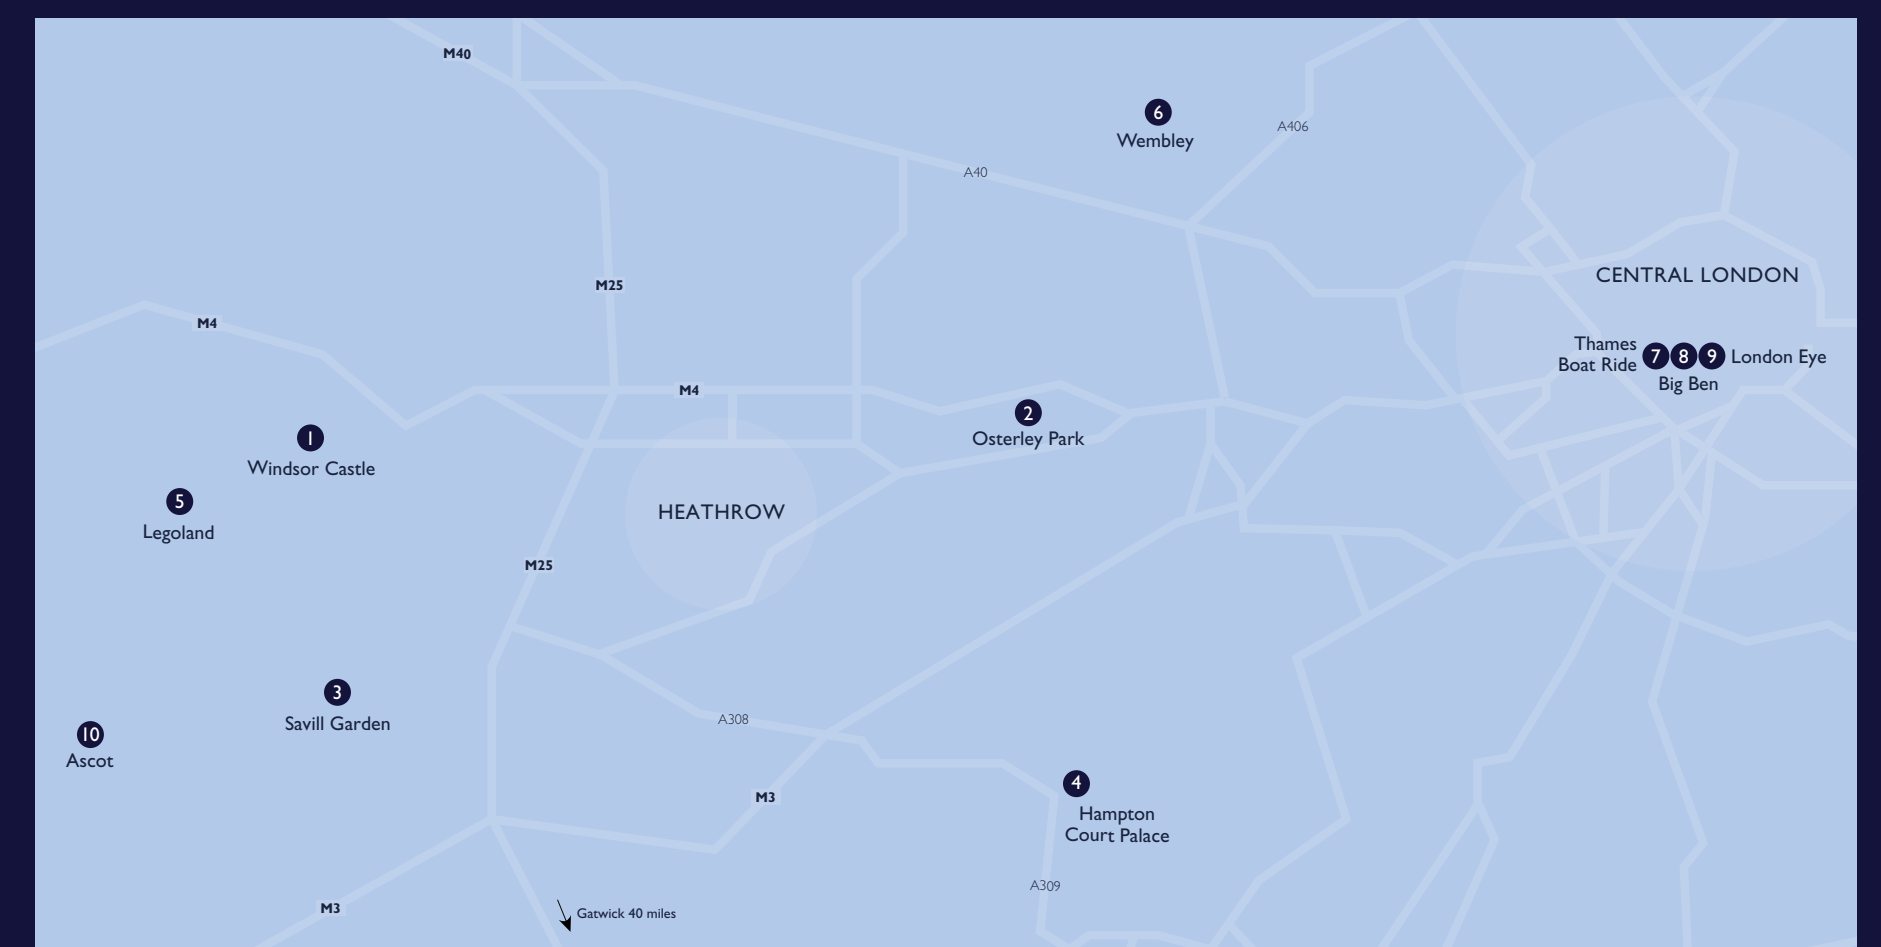 M40
6
Wembley
A406
A40
CENTRAL LONDON
M25
M4
Thames
Boat Ride
7
8
9
London Eye
Big Ben
M4
2
Osterley Park
1
Windsor Castle
5
Legoland
HEATHROW
M25
3
Savill Garden
A308
10
Ascot
4
Hampton
Court Palace
M3
A309
M3
Gatwick 40 miles